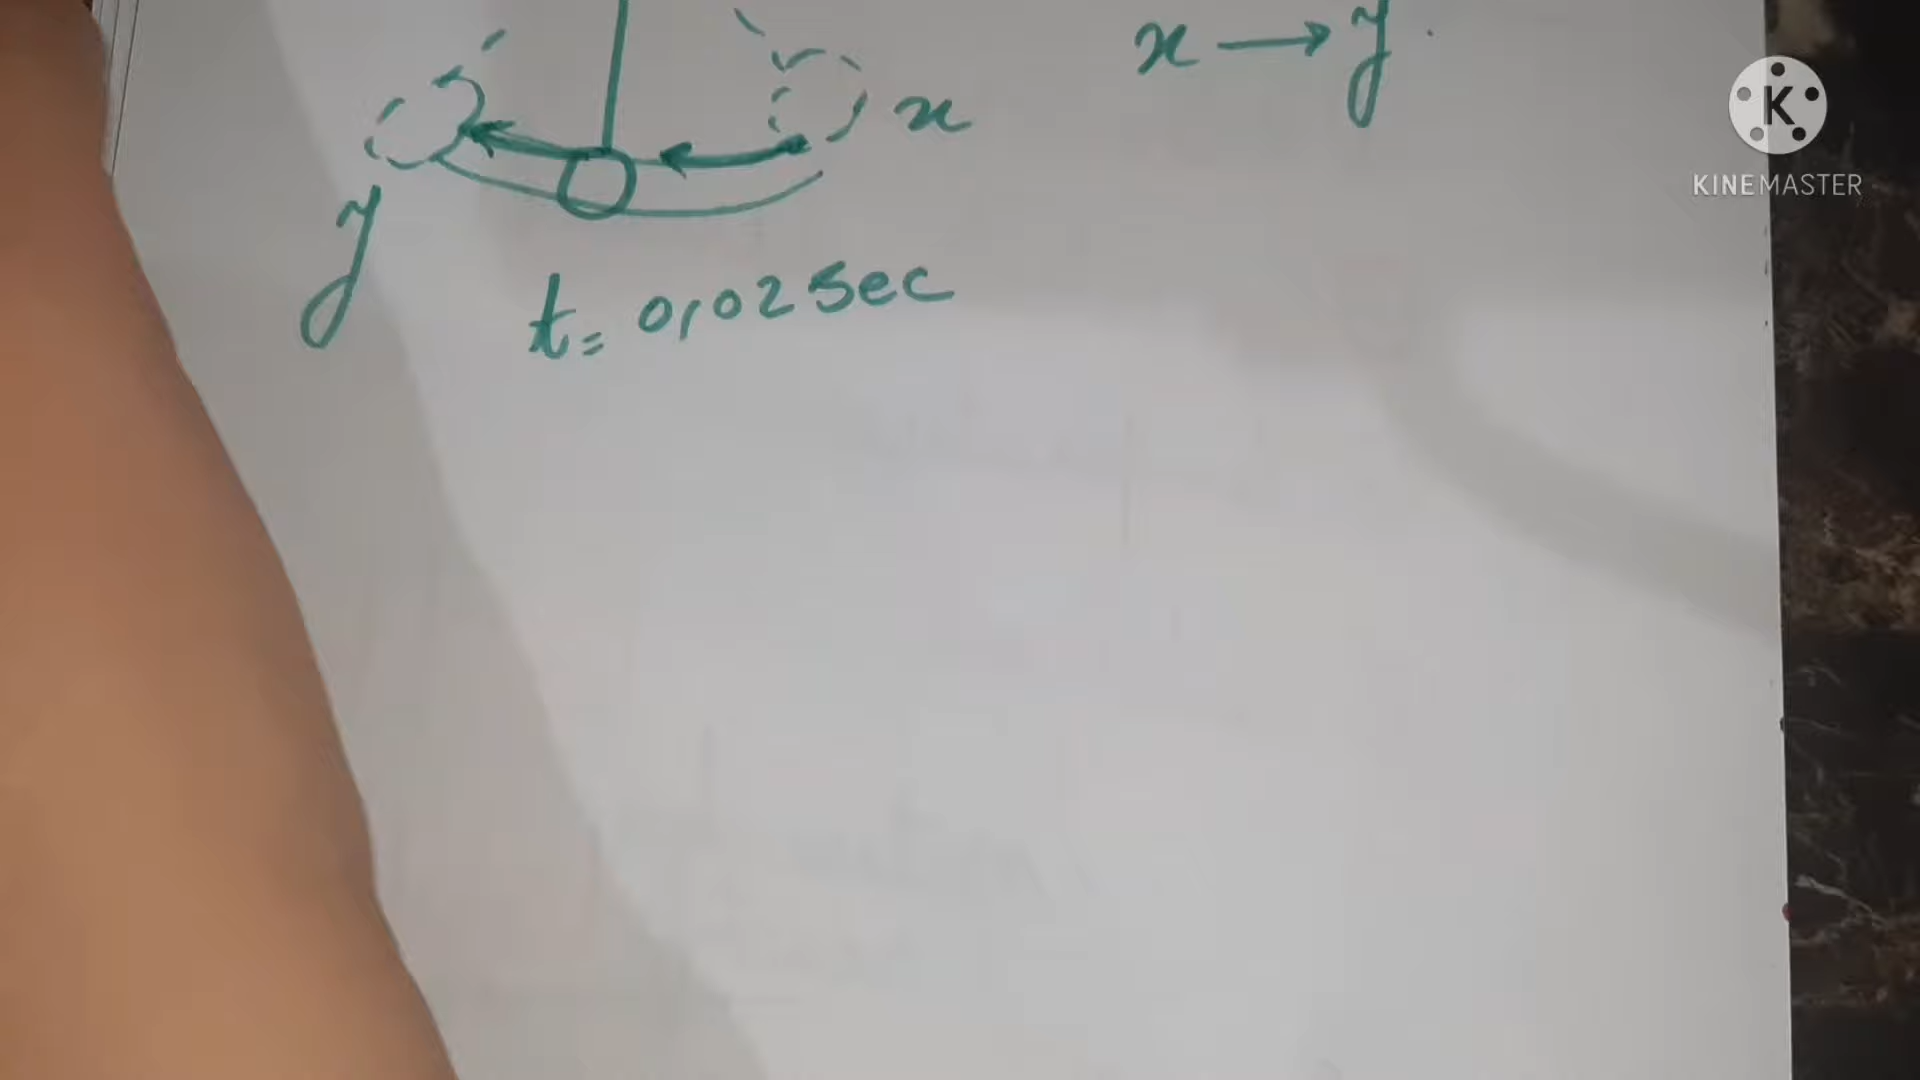 x → y
x
y
t = 0,02 sec
K
KINEMASTER